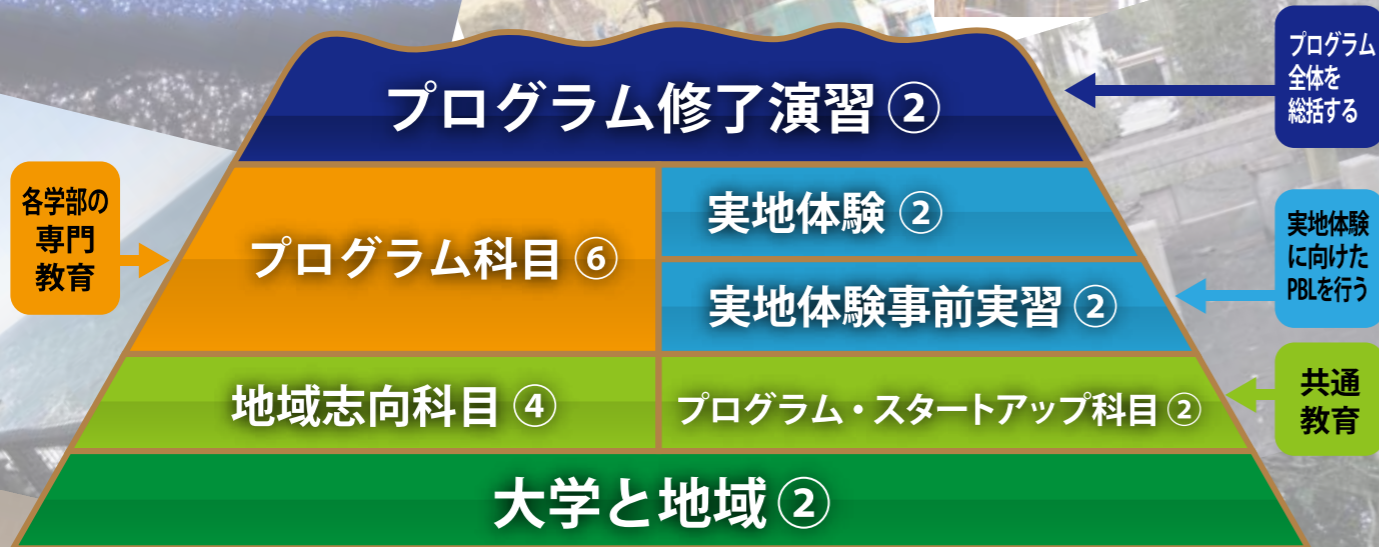 プログラム修了演習②
プログラム
全体を
総括する
各学部の
専門
教育
プログラム科目⑥
実地体験②
実地体験事前実習②
実地体験
に向けた
PBLを行う
地域志向科目④
プログラム・スタートアップ科目②
共通
教育
大学と地域②